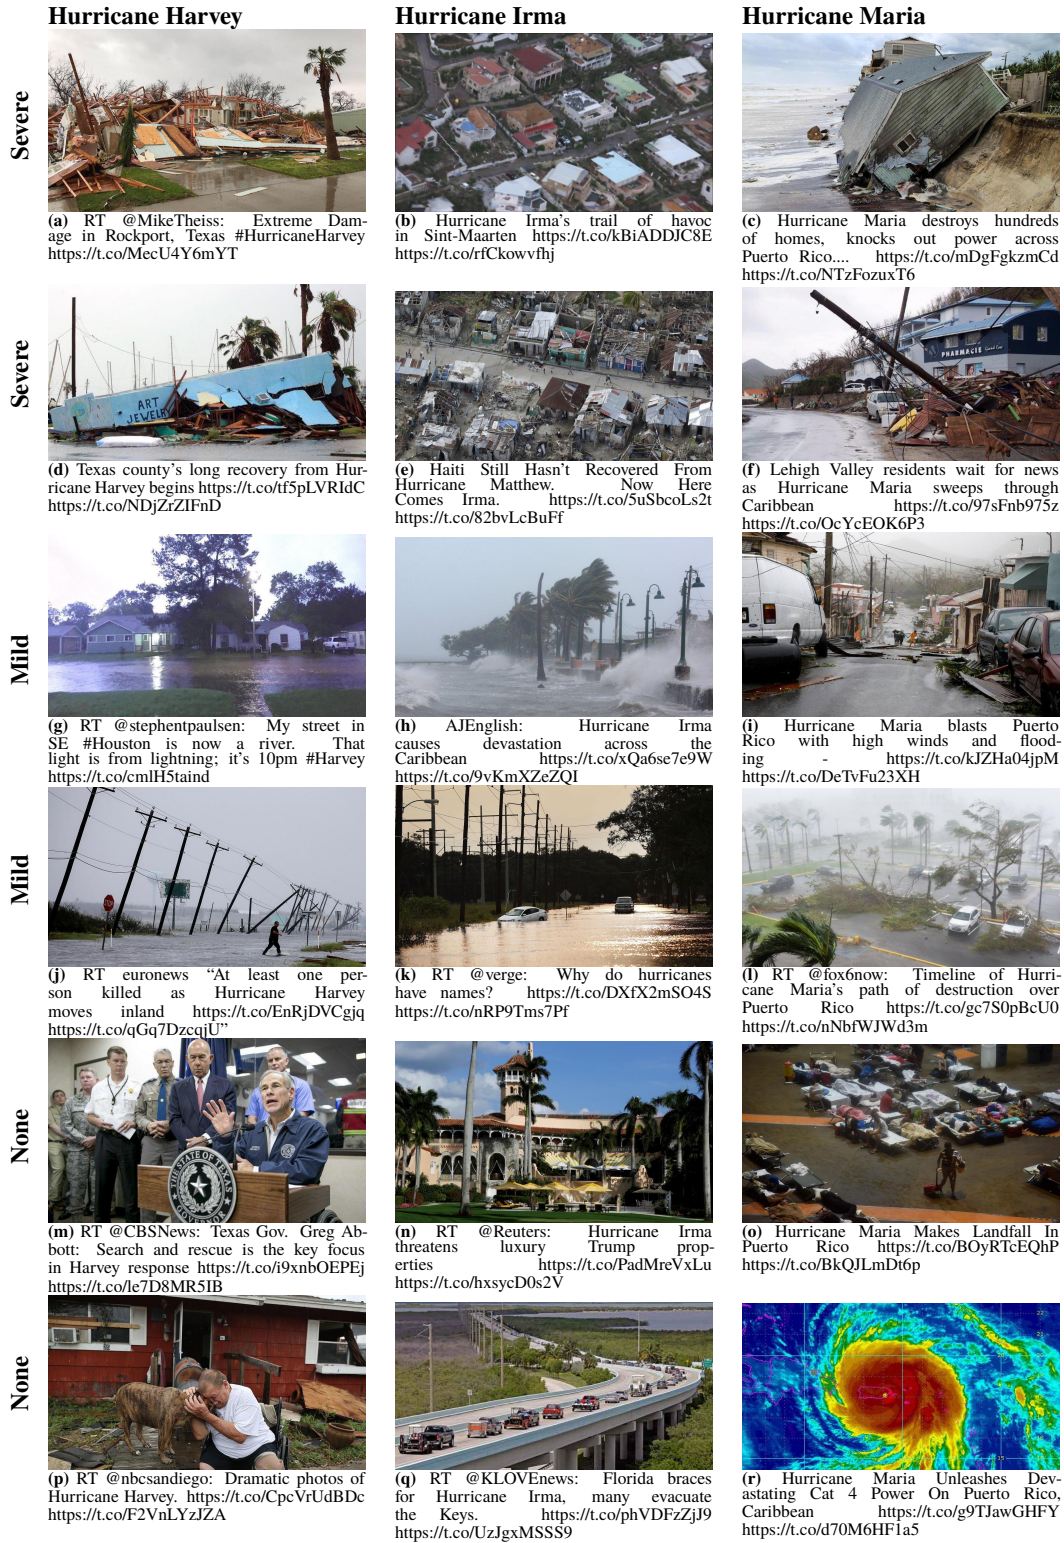 Hurricane Harvey
Hurricane Irma
Hurricane Maria
Severe
(a) RT @MikeTheiss: Extreme Dam-
age in Rockport, Texas #HurricaneHarvey
https://t.co/MecU4Y6mYT
(b) Hurricane Irma's trail of havoc
in Sint-Maarten https://t.co/kBiADDJC8E
https://t.co/rfCkowvfhj
(c) Hurricane Maria destroys hundreds
of homes, knocks out power across
Puerto Rico.... https://t.co/mDgFgkzmCd
https://t.co/NTzFozuxT6
Severe
ART
JEWELRY
PHARMACIE
(d) Texas county's long recovery from Hur-
ricane Harvey begins https://t.co/tf5pLVRIdC
https://t.co/NDjZrZIFnD
(e) Haiti Still Hasn't Recovered From
Hurricane Matthew. Now Here
Comes Irma. https://t.co/5uSbcoLs2t
https://t.co/82bvLcBuFf
(f) Lehigh Valley residents wait for news
as Hurricane Maria sweeps through
Caribbean https://t.co/97sFnb975z
https://t.co/OcYcEOK6P3
Mild
(g) RT @stephentpaulsen: My street in
SE #Houston is now a river. That
light is from lightning; it's 10pm #Harvey
https://t.co/cmlH5taind
(h) AJEnglish: Hurricane Irma
causes devastation across the
Caribbean https://t.co/xQa6se7e9W
https://t.co/9vKmXZeZQI
(i) Hurricane Maria blasts Puerto
Rico with high winds and flood-
ing - https://t.co/kJZHa04jpM
https://t.co/DeTvFu23XH
Mild
STOP
(j) RT euronews “At least one per-
son killed as Hurricane Harvey
moves inland https://t.co/EnRjDVCgjq
https://t.co/qGq7DzcqjU”
(k) RT @verge: Why do hurricanes
have names? https://t.co/DXfX2mSO4S
https://t.co/nRP9Tms7Pf
(l) RT @fox6now: Timeline of Hurri-
cane Maria's path of destruction over
Puerto Rico https://t.co/gc7S0pBcU0
https://t.co/nNbfWJWd3m
None
THE STATE OF TEXAS
GOVERNOR
(m) RT @CBSNews: Texas Gov. Greg Ab-
bott: Search and rescue is the key focus
in Harvey response https://t.co/i9xnbOEPEj
https://t.co/le7D8MR5IB
(n) RT @Reuters: Hurricane Irma
threatens luxury Trump prop-
erties https://t.co/PadMreVxLu
https://t.co/hxsycD0s2V
(o) Hurricane Maria Makes Landfall In
Puerto Rico https://t.co/BOyRTcEQhP
https://t.co/BkQJLmDt6p
None
(p) RT @nbcsandiego: Dramatic photos of
Hurricane Harvey. https://t.co/CpcVrUdBDc
https://t.co/F2VnLYzJZA
(q) RT @KLOVEnews: Florida braces
for Hurricane Irma, many evacuate
the Keys. https://t.co/phVDFzZjJ9
https://t.co/UzJgxMSSS9
(r) Hurricane Maria Unleashes Dev-
astating Cat 4 Power On Puerto Rico,
Caribbean https://t.co/g9TJawGHFY
https://t.co/d70M6HF1a5